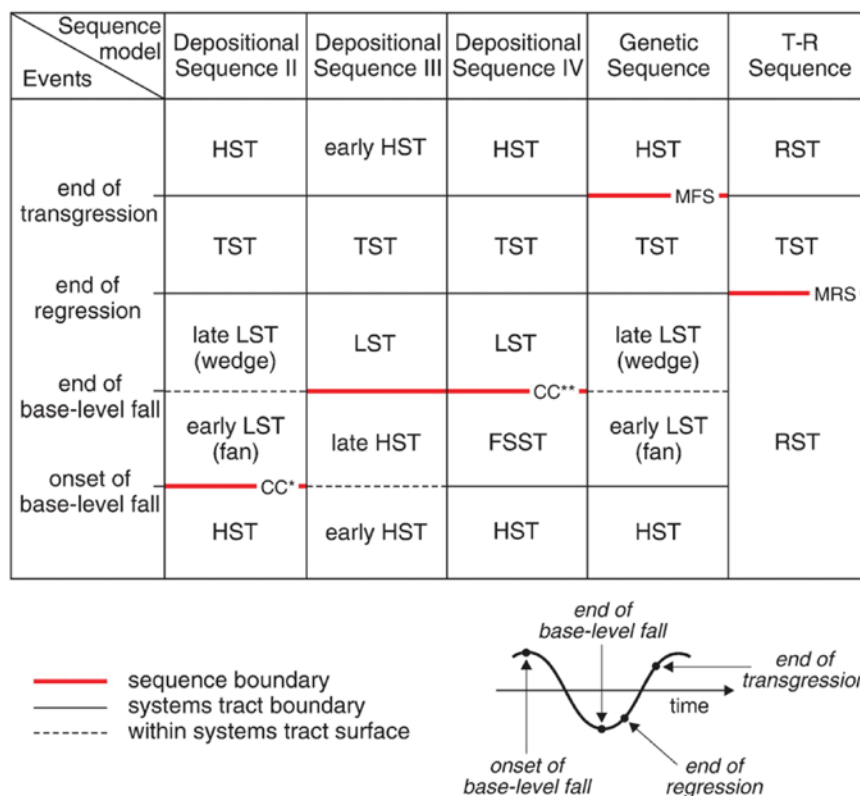 Sequence
model
Events
Depositional
Sequence II
Depositional
Sequence III
Depositional
Sequence IV
Genetic
Sequence
T-R
Sequence
HST
early HST
HST
HST
RST
end of
transgression
MFS
TST
TST
TST
TST
TST
end of
regression
MRS
late LST
(wedge)
LST
LST
late LST
(wedge)
end of
base-level fall
CC**
early LST
(fan)
late HST
FSST
early LST
(fan)
RST
onset of
base-level fall
CC*
HST
early HST
HST
HST
sequence boundary
systems tract boundary
within systems tract surface
end of
base-level fall
end of
transgression
time
onset of
base-level fall
end of
regression